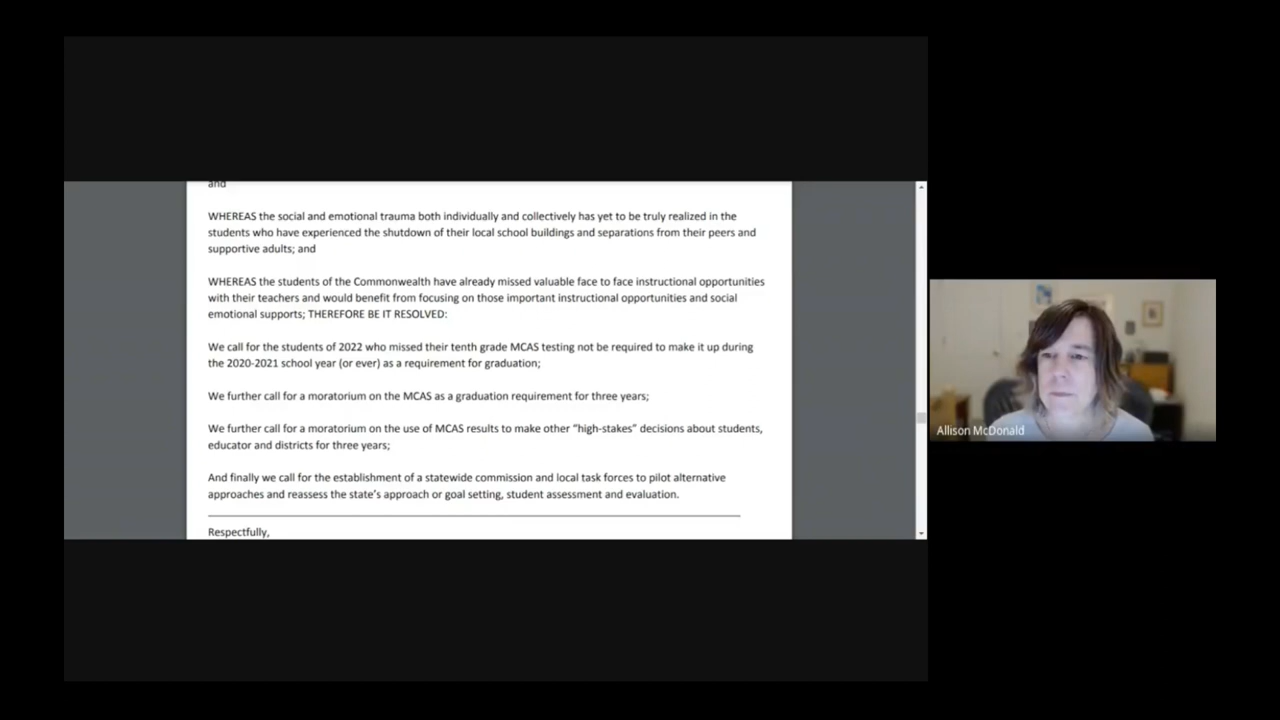 and
WHEREAS the social and emotional trauma both individually and collectively has yet to be truly realized in the
students who have experienced the shutdown of their local school buildings and separations from their peers and
supportive adults; and
WHEREAS the students of the Commonwealth have already missed valuable face to face instructional opportunities
with their teachers and would benefit from focusing on those important instructional opportunities and social
emotional supports; THEREFORE BE IT RESOLVED:
We call for the students of 2022 who missed their tenth grade MCAS testing not be required to make it up during
the 2020-2021 school year (or ever) as a requirement for graduation;
We further call for a moratorium on the MCAS as a graduation requirement for three years;
We further call for a moratorium on the use of MCAS results to make other “high-stakes” decisions about students,
educator and districts for three years;
And finally we call for the establishment of a statewide commission and local task forces to pilot alternative
approaches and reassess the state’s approach or goal setting, student assessment and evaluation.
Respectfully,
Allison McDonald